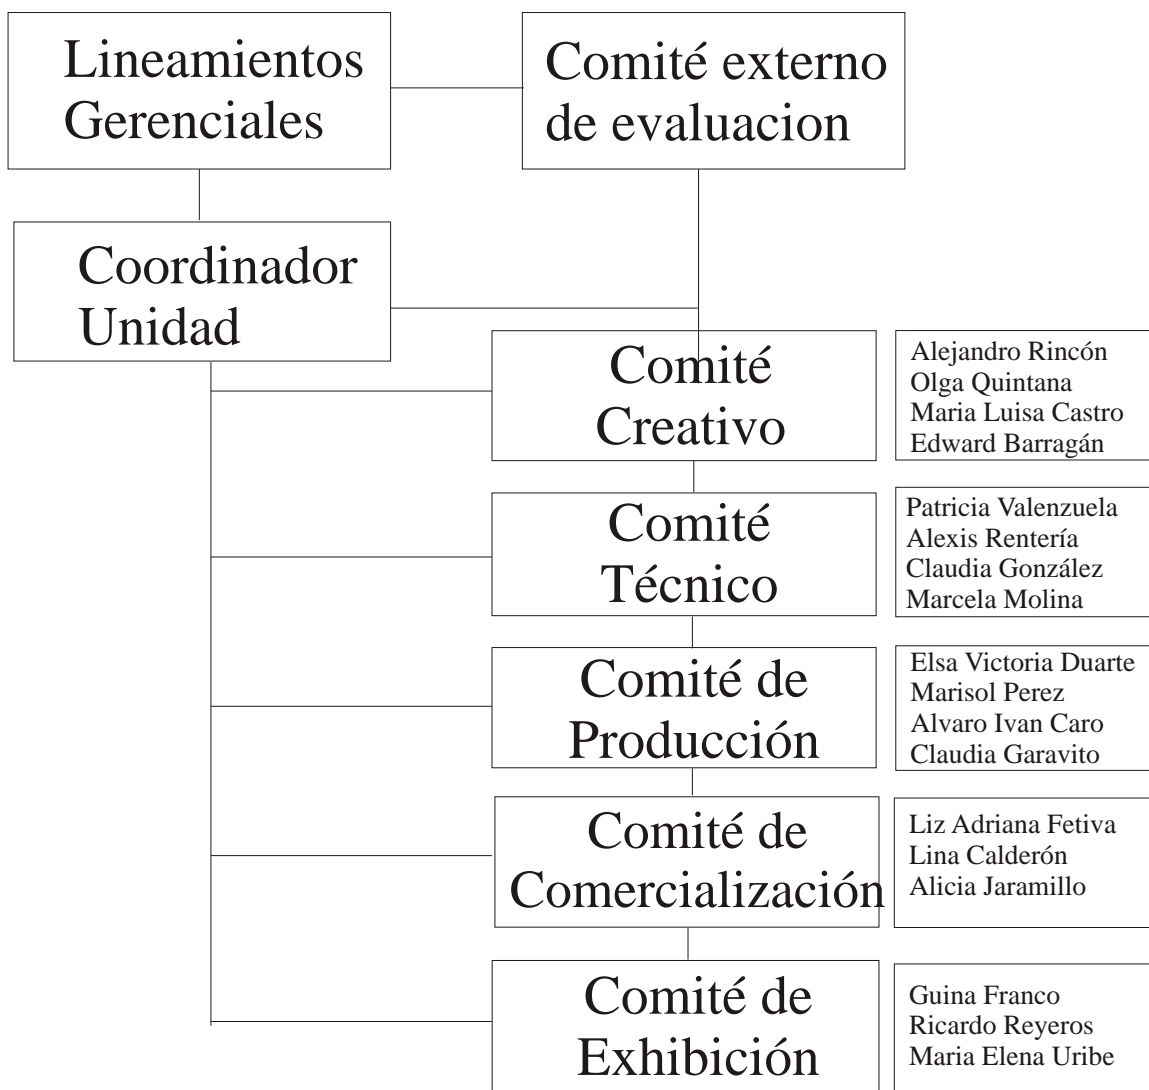 Lineamientos
Gerenciales
Comité externo
de evaluacion
Coordinador
Unidad
Comité
Creativo
Alejandro Rincón
Olga Quintana
Maria Luisa Castro
Edward Barragán
Comité
Técnico
Patricia Valenzuela
Alexis Rentería
Claudia González
Marcela Molina
Comité de
Producción
Elsa Victoria Duarte
Marisol Perez
Alvaro Ivan Caro
Claudia Garavito
Comité de
Comercialización
Liz Adriana Fetiva
Lina Calderón
Alicia Jaramillo
Comité de
Exhibición
Guina Franco
Ricardo Reyeros
Maria Elena Uribe